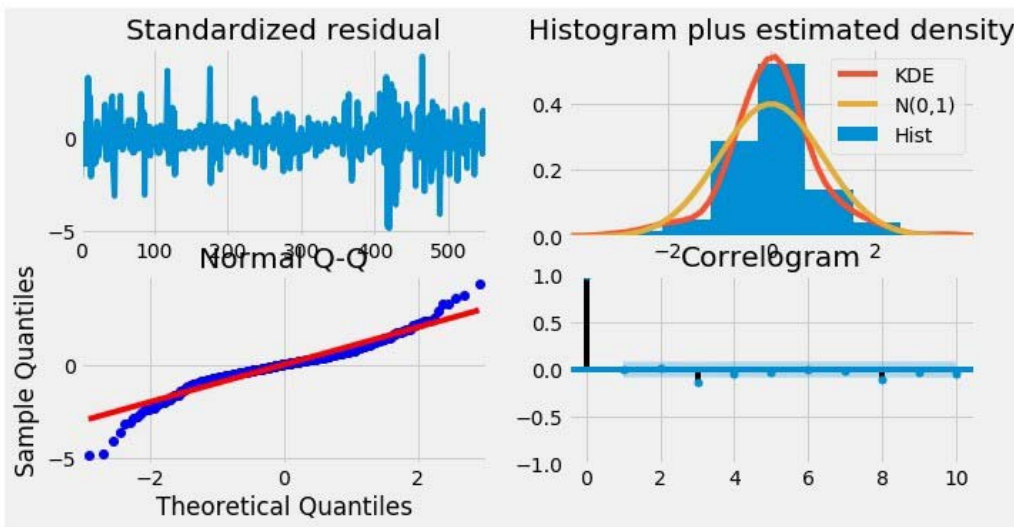 Standardized residual
0
−5
0 100 200 300 400 500
Histogram plus estimated density
0.4
0.2
0.0
−2 0 2
KDE
N(0,1)
Hist
Normal Q-Q
Sample Quantiles
0
−5
−2 0 2
Theoretical Quantiles
Correlogram
1.0
0.5
0.0
−0.5
−1.0
0 2 4 6 8 10